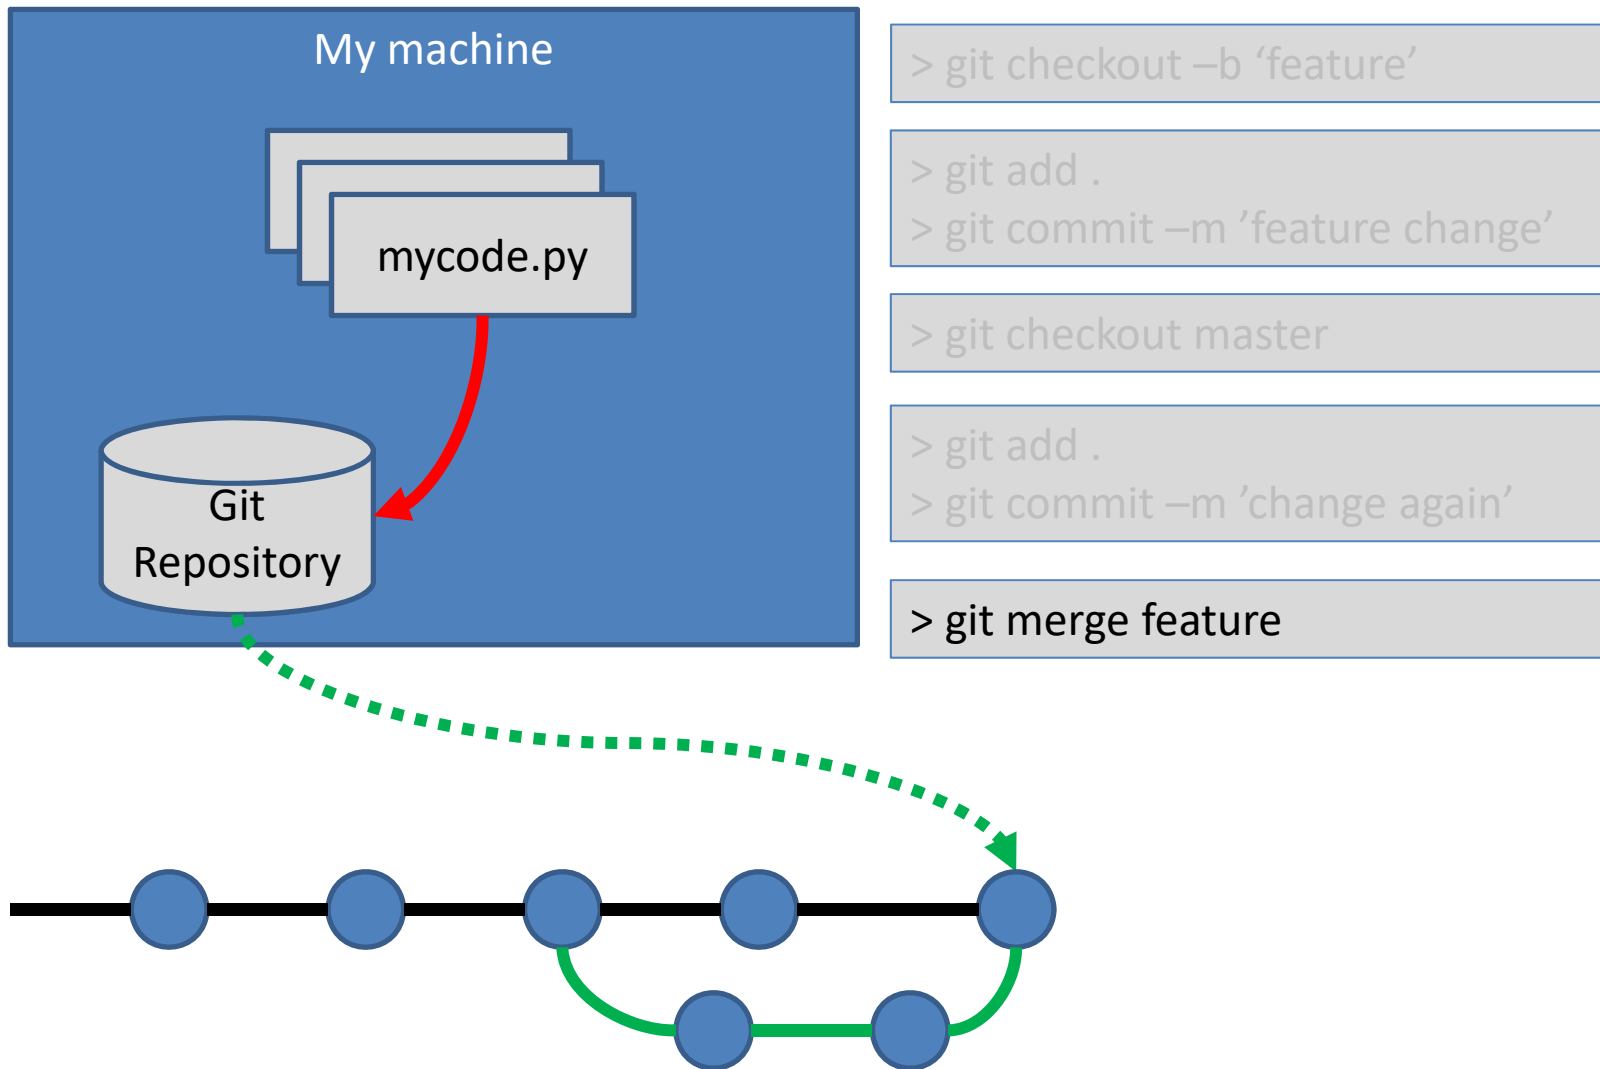 My machine
mycode.py
Git
Repository
> git checkout –b ‘feature’
> git add .
> git commit –m ’feature change’
> git checkout master
> git add .
> git commit –m ’change again’
> git merge feature